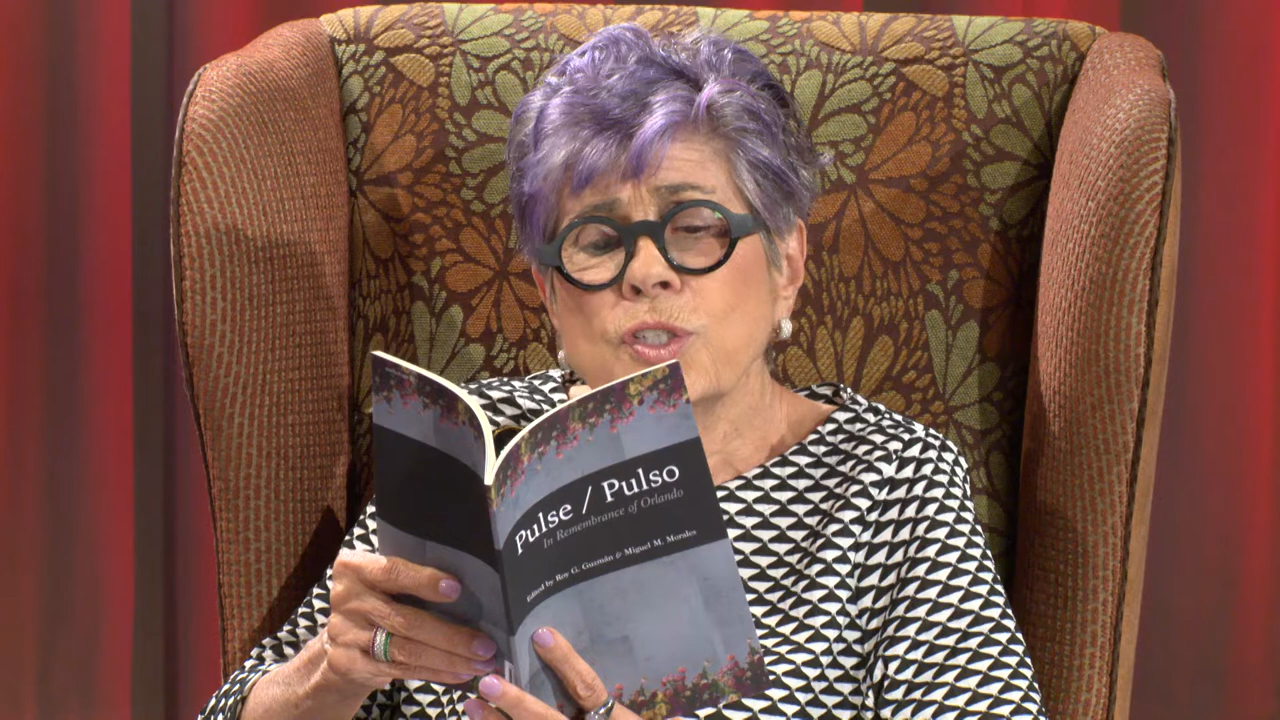 Pulse / Pulso
In Remembrance of Orlando
Edited by Roy G. Guzmán & Miguel M. Morales